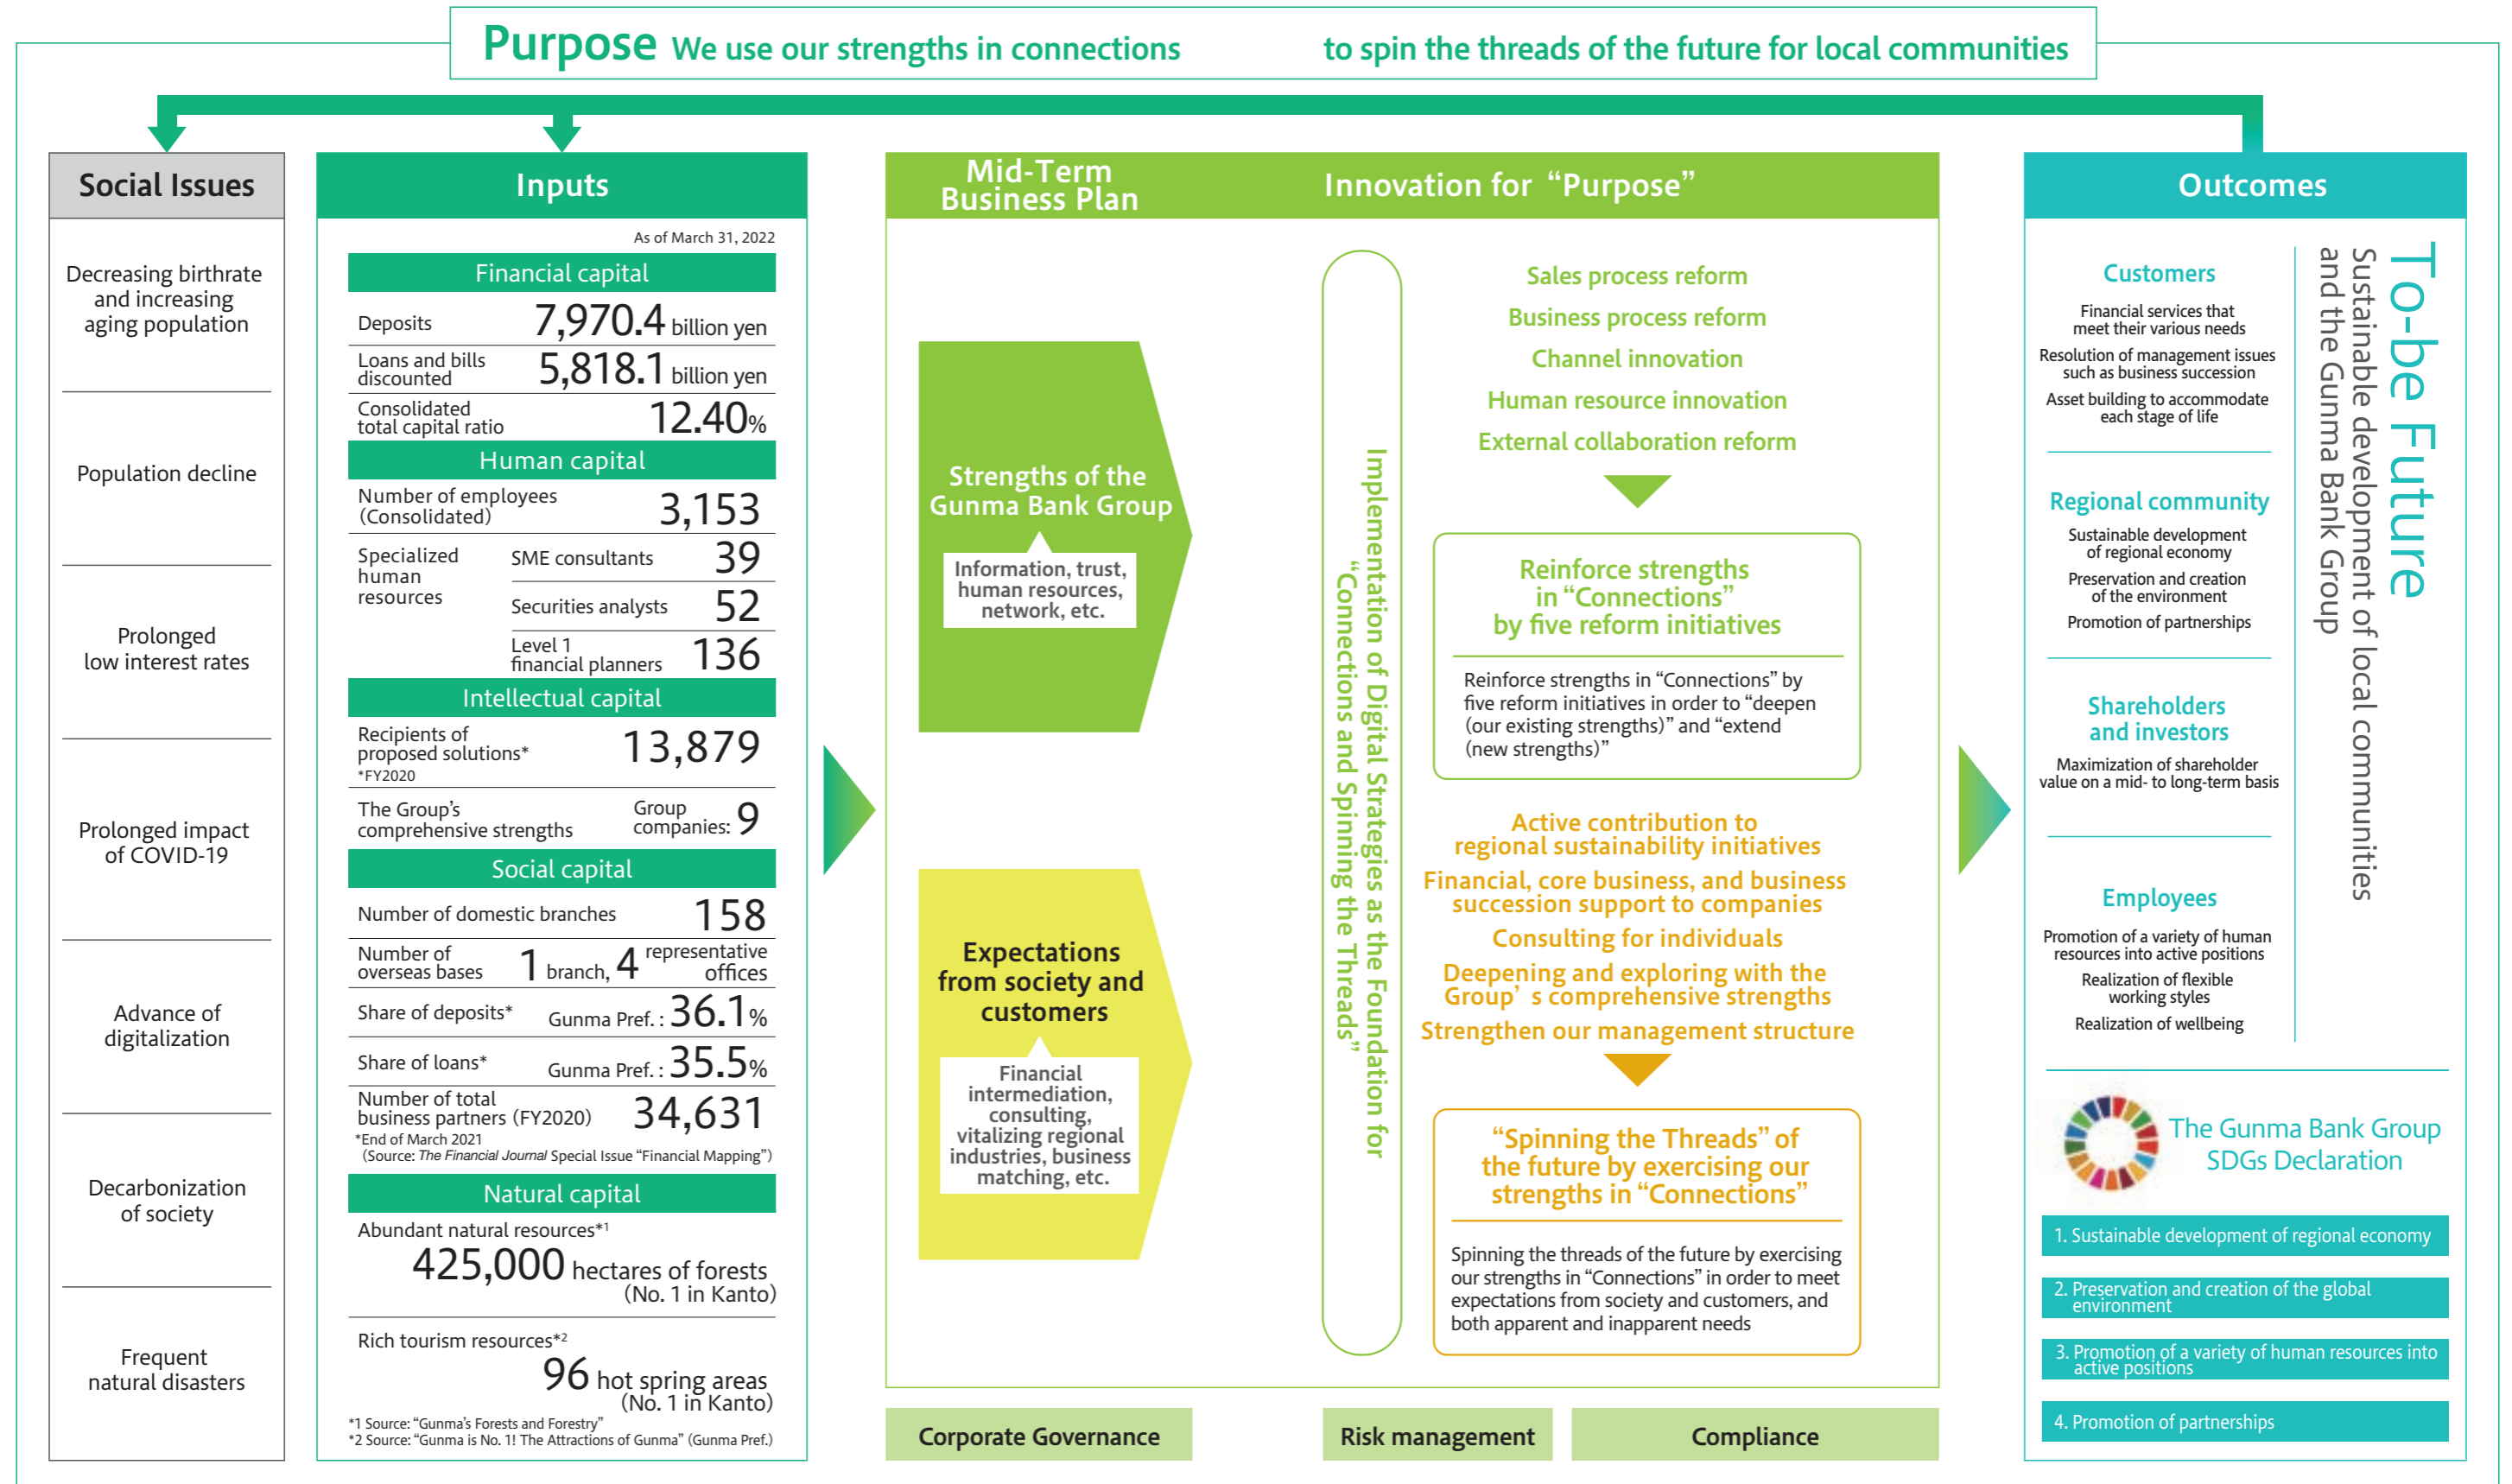 Purpose We use our strengths in connections to spin the threads of the future for local communities
Social Issues
Decreasing birthrate
and increasing
aging population
Population decline
Prolonged
low interest rates
Prolonged impact
of COVID-19
Advance of
digitalization
Decarbonization
of society
Frequent
natural disasters
Inputs
As of March 31, 2022
Financial capital
Deposits 7,970.4 billion yen
Loans and bills
discounted 5,818.1 billion yen
Consolidated
total capital ratio 12.40%
Human capital
Number of employees
(Consolidated) 3,153
Specialized
human
resources
SME consultants 39
Securities analysts 52
Level 1
financial planners 136
Intellectual capital
Recipients of
proposed solutions* 13,879
*FY2020
The Group's
comprehensive strengths
Group
companies: 9
Social capital
Number of domestic branches 158
Number of
overseas bases 1 branch, 4 representative
offices
Share of deposits* Gunma Pref.: 36.1%
Share of loans* Gunma Pref.: 35.5%
Number of total
business partners (FY2020) 34,631
*End of March 2021
(Source: The Financial Journal Special Issue “Financial Mapping”)
Natural capital
Abundant natural resources*1
425,000 hectares of forests
(No. 1 in Kanto)
Rich tourism resources*2
96 hot spring areas
(No. 1 in Kanto)
*1 Source: “Gunma's Forests and Forestry”
*2 Source: “Gunma is No. 1! The Attractions of Gunma” (Gunma Pref.)
Mid-Term
Business Plan
Innovation for “Purpose”
Strengths of the
Gunma Bank Group
Information, trust,
human resources,
network, etc.
Expectations
from society and
customers
Financial
intermediation,
consulting,
vitalizing regional
industries, business
matching, etc.
Implementation of Digital Strategies as the Foundation for
“Connections and Spinning the Threads”
Sales process reform
Business process reform
Channel innovation
Human resource innovation
External collaboration reform
Reinforce strengths
in “Connections”
by five reform initiatives
Reinforce strengths in “Connections” by
five reform initiatives in order to “deepen
(our existing strengths)” and “extend
(new strengths)”
Active contribution to
regional sustainability initiatives
Financial, core business, and business
succession support to companies
Consulting for individuals
Deepening and exploring with the
Group’ s comprehensive strengths
Strengthen our management structure
“Spinning the Threads” of
the future by exercising our
strengths in “Connections”
Spinning the threads of the future by exercising
our strengths in “Connections” in order to meet
expectations from society and customers, and
both apparent and inapparent needs
Corporate Governance
Risk management
Compliance
Outcomes
Customers
Financial services that
meet their various needs
Resolution of management issues
such as business succession
Asset building to accommodate
each stage of life
Regional community
Sustainable development
of regional economy
Preservation and creation
of the environment
Promotion of partnerships
Shareholders
and investors
Maximization of shareholder
value on a mid- to long-term basis
Employees
Promotion of a variety of human
resources into active positions
Realization of flexible
working styles
Realization of wellbeing
To-be Future
Sustainable development of local communities
and the Gunma Bank Group
The Gunma Bank Group
SDGs Declaration
1. Sustainable development of regional economy
2. Preservation and creation of the global
environment
3. Promotion of a variety of human resources into
active positions
4. Promotion of partnerships